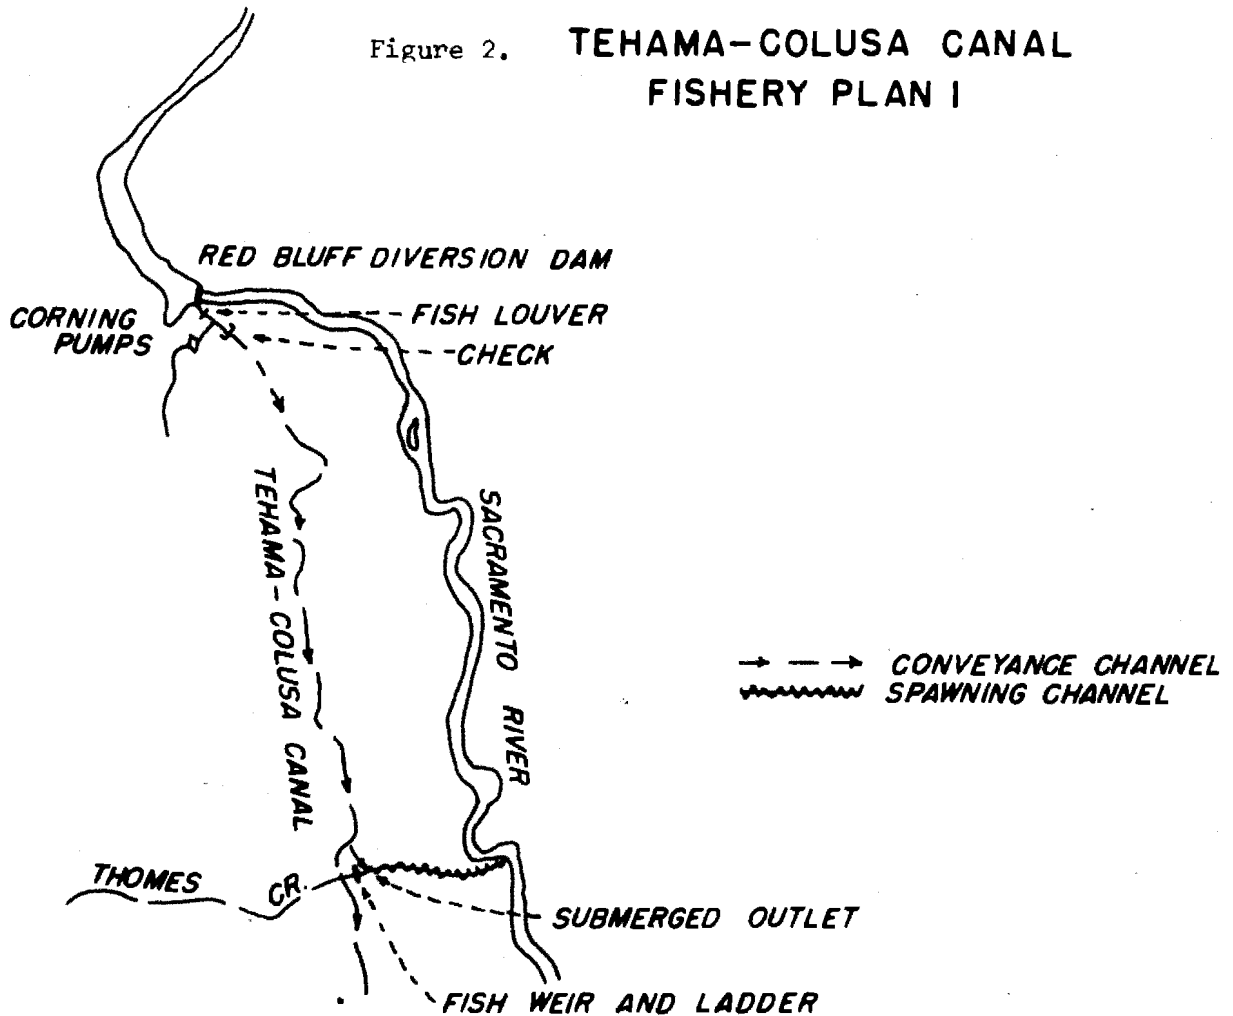 Figure 2. TEHAMA-COLUSA CANAL
FISHERY PLAN I
RED BLUFF DIVERSION DAM
CORNING
PUMPS
FISH LOUVER
CHECK
TEHAMA-COLUSA CANAL
SACRAMENTO RIVER
CONVEYANCE CHANNEL
SPAWNING CHANNEL
THOMES CR.
SUBMERGED OUTLET
FISH WEIR AND LADDER